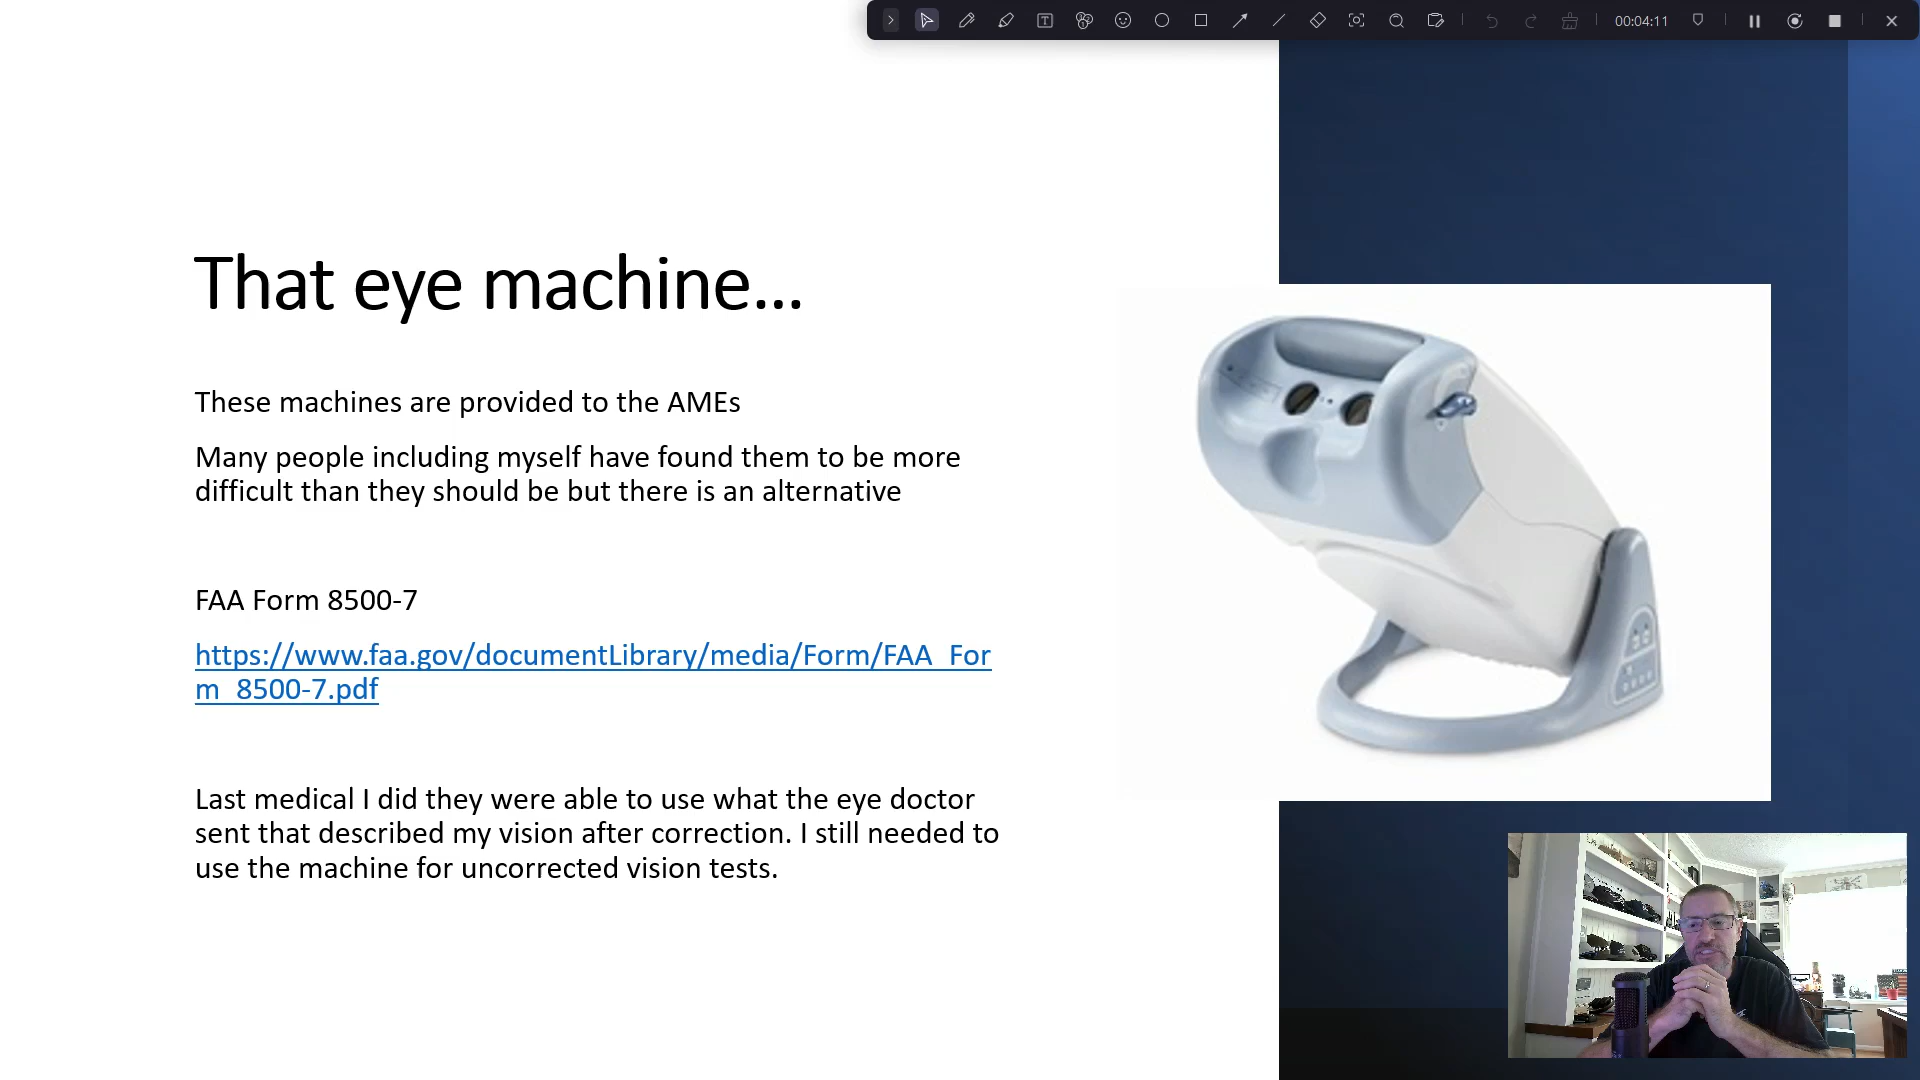 00:04:11
That eye machine...
These machines are provided to the AMEs
Many people including myself have found them to be more
difficult than they should be but there is an alternative
FAA Form 8500-7
https://www.faa.gov/documentLibrary/media/Form/FAA_For
m_8500-7.pdf
Last medical I did they were able to use what the eye doctor
sent that described my vision after correction. I still needed to
use the machine for uncorrected vision tests.